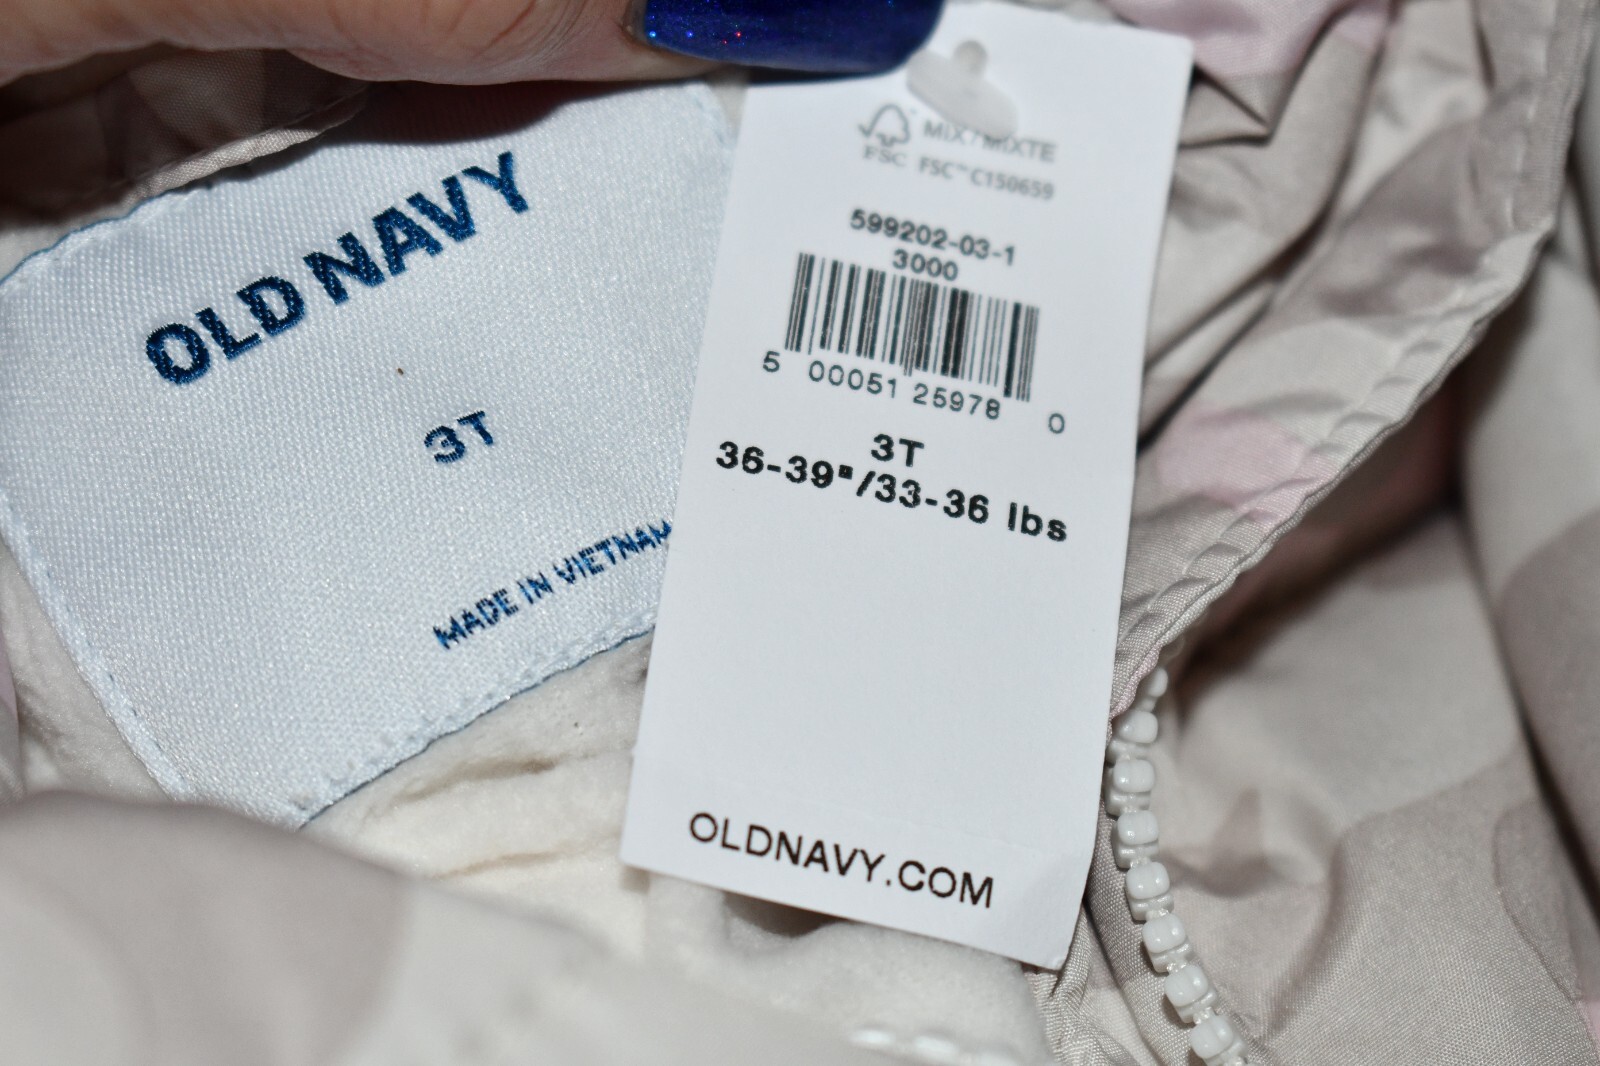 OLD NAVY
3T
MADE IN VIETNAM
MIX / MIXTE
FSC FSC™ C150659
599202-03-1
3000
5 00051 25978 0
3T
36-39"/33-36 lbs
OLDNAVY.COM